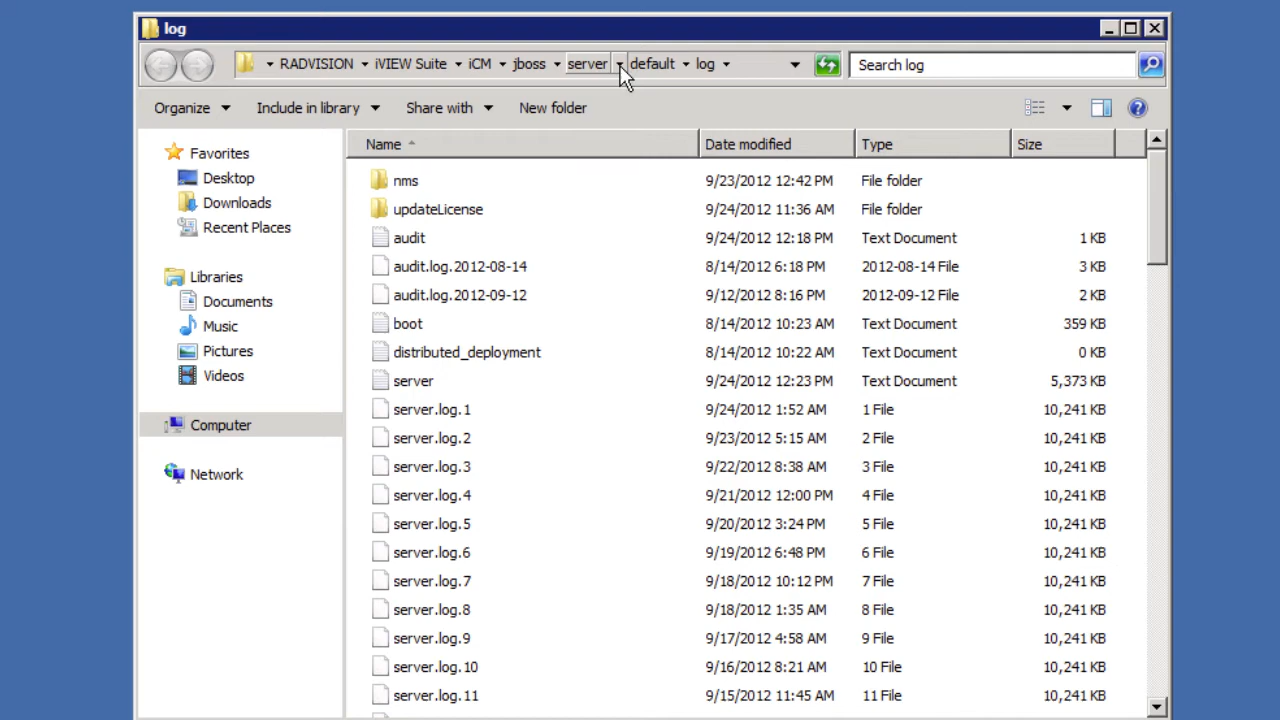 log
RADVISION iVIEW Suite iCM jboss server default log Search log
Organize Include in library Share with New folder
Name Date modified Type Size
Favorites
Desktop
Downloads
Recent Places
Libraries
Documents
Music
Pictures
Videos
Computer
Network
nms 9/23/2012 12:42 PM File folder
updateLicense 9/24/2012 11:36 AM File folder
audit 9/24/2012 12:18 PM Text Document 1 KB
audit.log.2012-08-14 8/14/2012 6:18 PM 2012-08-14 File 3 KB
audit.log.2012-09-12 9/12/2012 8:16 PM 2012-09-12 File 2 KB
boot 8/14/2012 10:23 AM Text Document 359 KB
distributed_deployment 8/14/2012 10:22 AM Text Document 0 KB
server 9/24/2012 12:23 PM Text Document 5,373 KB
server.log.1 9/24/2012 1:52 AM 1 File 10,241 KB
server.log.2 9/23/2012 5:15 AM 2 File 10,241 KB
server.log.3 9/22/2012 8:38 AM 3 File 10,241 KB
server.log.4 9/21/2012 12:00 PM 4 File 10,241 KB
server.log.5 9/20/2012 3:24 PM 5 File 10,241 KB
server.log.6 9/19/2012 6:48 PM 6 File 10,241 KB
server.log.7 9/18/2012 10:12 PM 7 File 10,241 KB
server.log.8 9/18/2012 1:35 AM 8 File 10,241 KB
server.log.9 9/17/2012 4:58 AM 9 File 10,241 KB
server.log.10 9/16/2012 8:21 AM 10 File 10,241 KB
server.log.11 9/15/2012 11:45 AM 11 File 10,241 KB